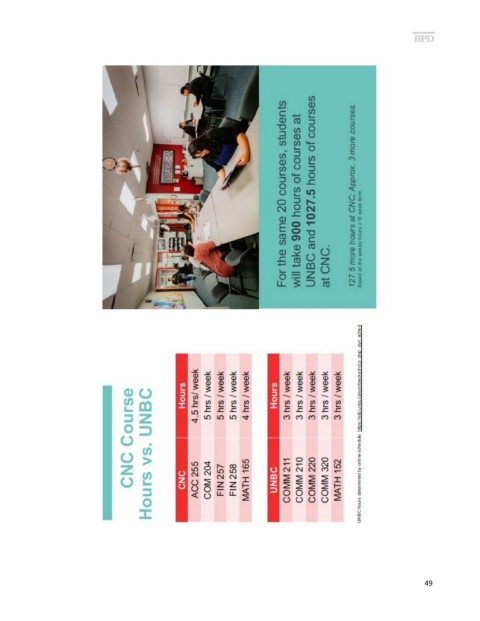 BPD
CNC Course
Hours vs. UNBC
CNC Hours
ACC 255 4.5 hrs/ week
COM 204 5 hrs / week
FIN 257 5 hrs / week
FIN 258 5 hrs / week
MATH 165 4 hrs / week
UNBC Hours
COMM 211 3 hrs / week
COMM 210 3 hrs / week
COMM 220 3 hrs / week
COMM 320 3 hrs / week
MATH 152 3 hrs / week
UNBC hours determined by online schedule:
For the same 20 courses, students
will take 900 hours of courses at
UNBC and 1027.5 hours of courses
at CNC.
127.5 more hours at CNC: Approx. 3 more courses.
Based on the weekly hours x 15 week term
49